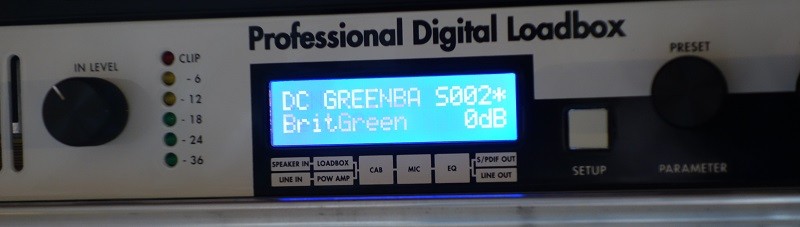 Professional Digital Loadbox
IN LEVEL
CLIP
- 6
- 12
- 18
- 24
- 36
DC GREENBA S002*
BritGreen 0dB
SPEAKER IN
LOADBOX
LINE IN
POW AMP
CAB
MIC
EQ
S/PDIF OUT
LINE OUT
PRESET
SETUP
PARAMETER